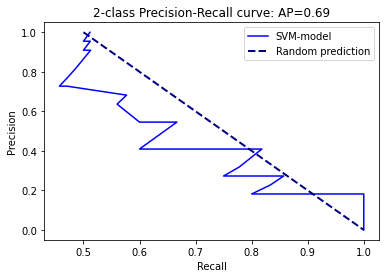 2-class Precision-Recall curve: AP=0.69
SVM-model
Random prediction
Precision
1.0
0.8
0.6
0.4
0.2
0.0
0.5
0.6
0.7
0.8
0.9
1.0
Recall